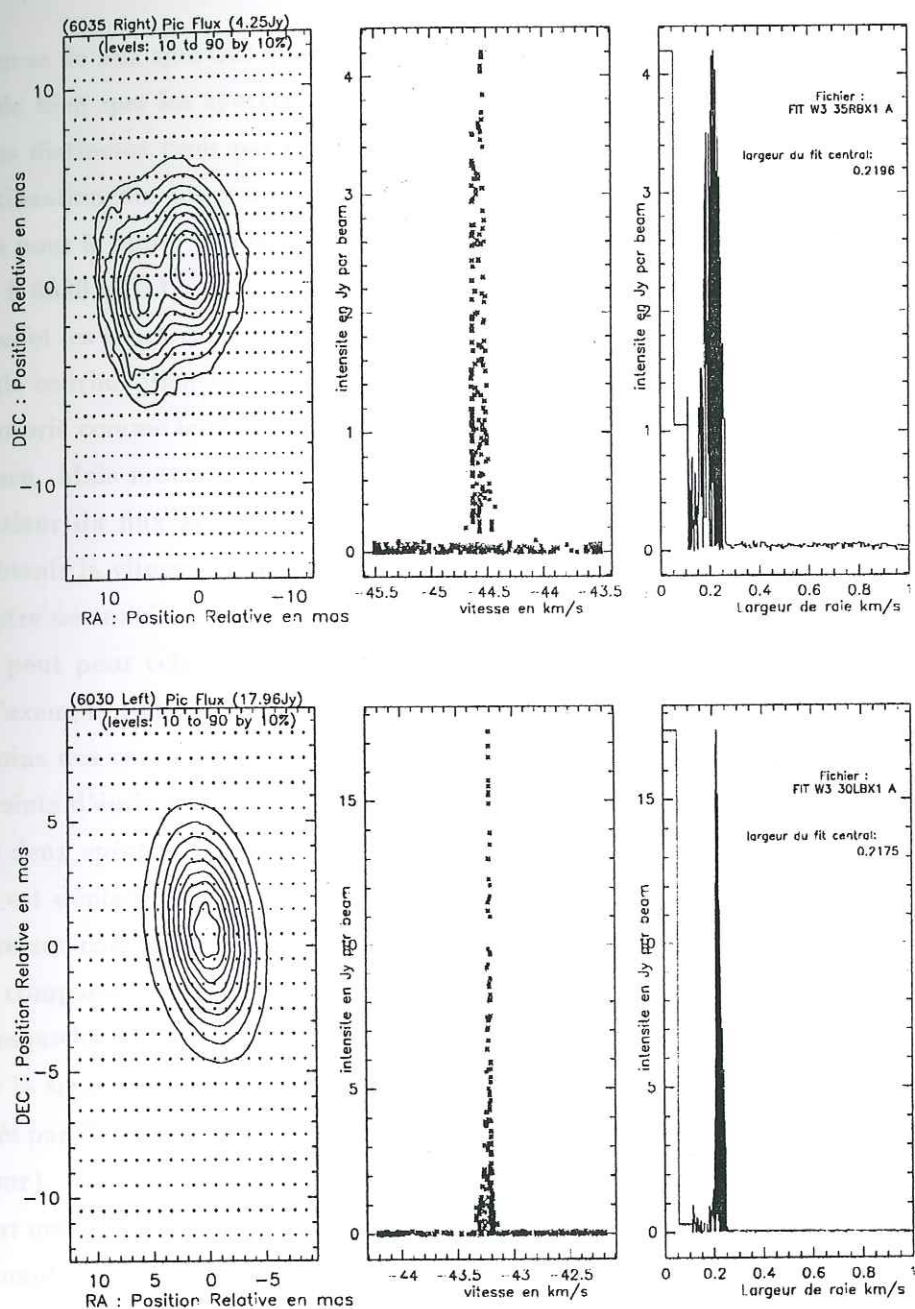 (6035 Right) Pic Flux (4.25Jy)
(levels: 10 to 90 by 10%)
DEC : Position Relative en mas
10
0
−10
10
0
−10
RA : Position Relative en mas
intensite en Jy par beam
4
3
2
1
0
−45.5
−45
−44.5
−44
−43.5
vitesse en km/s
intensite en Jy par beam
4
3
2
1
0
Fichier :
FIT W3 35RBX1 A
largeur du fit central:
0.2196
0
0.2
0.4
0.6
0.8
1
Largeur de raie km/s
(6030 Left) Pic Flux (17.96Jy)
(levels: 10 to 90 by 10%)
DEC : Position Relative en mas
5
0
−5
−10
10
5
0
−5
RA : Position Relative en mas
intensite en Jy par beam
15
10
5
0
−44
−43.5
−43
−42.5
vitesse en km/s
intensite en Jy par beam
15
10
5
0
Fichier :
FIT W3 30LBX1 A
largeur du fit central:
0.2175
0
0.2
0.4
0.6
0.8
1
Largeur de raie km/s